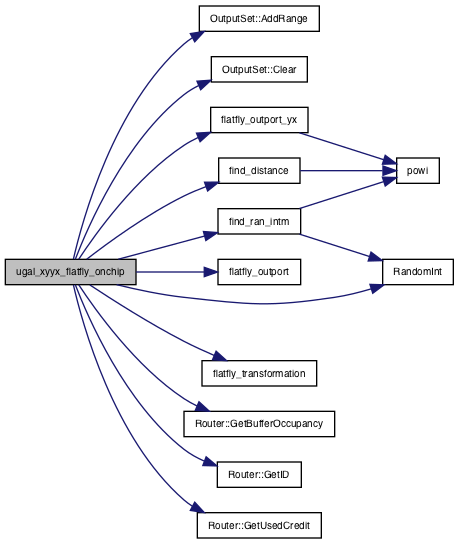 OutputSet::AddRange
OutputSet::Clear
flatfly_outport_yx
find_distance
powi
find_ran_intm
ugal_xyyx_flatfly_onchip
flatfly_outport
RandomInt
flatfly_transformation
Router::GetBufferOccupancy
Router::GetID
Router::GetUsedCredit